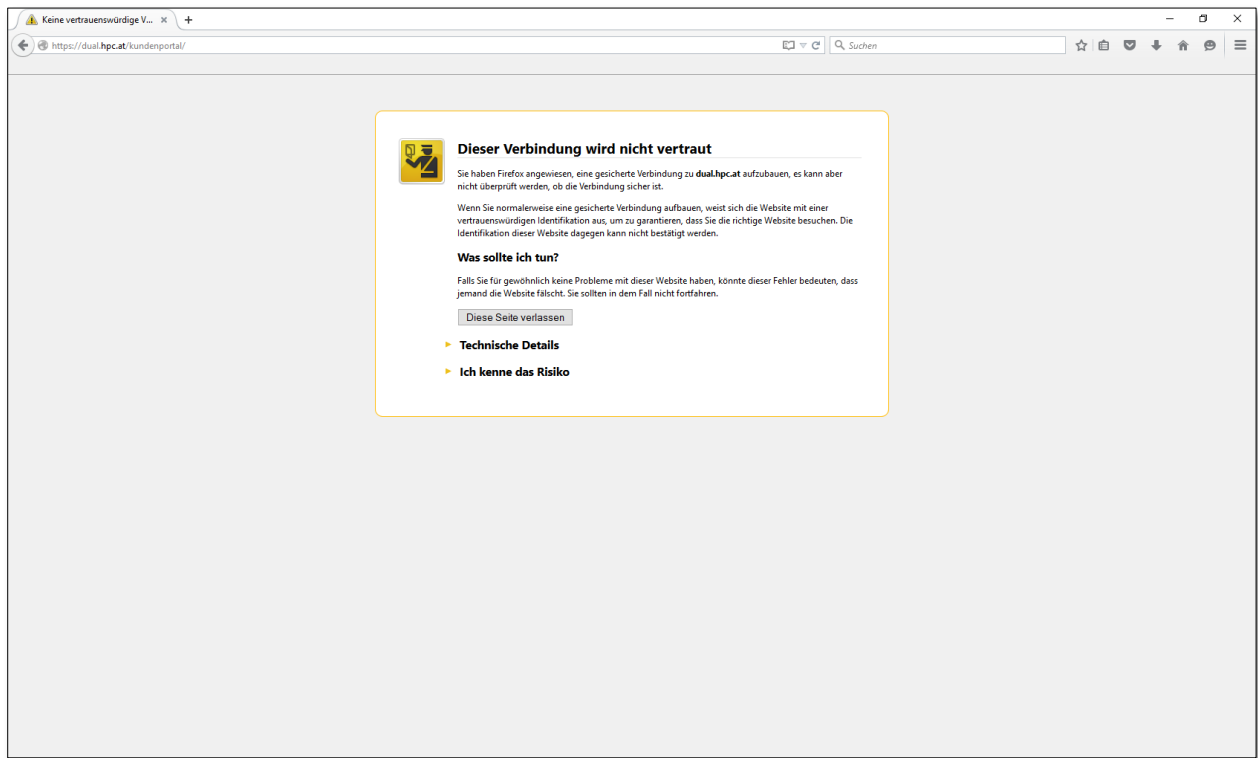 Keine vertrauenswürdige V...
https://dual.hpc.at/kundenportal/
Suchen
Dieser Verbindung wird nicht vertraut
Sie haben Firefox angewiesen, eine gesicherte Verbindung zu dual.hpc.at aufzubauen, es kann aber
nicht überprüft werden, ob die Verbindung sicher ist.
Wenn Sie normalerweise eine gesicherte Verbindung aufbauen, weist sich die Website mit einer
vertrauenswürdigen Identifikation aus, um zu garantieren, dass Sie die richtige Website besuchen. Die
Identifikation dieser Website dagegen kann nicht bestätigt werden.
Was sollte ich tun?
Falls Sie für gewöhnlich keine Probleme mit dieser Website haben, könnte dieser Fehler bedeuten, dass
jemand die Website fälscht. Sie sollten in dem Fall nicht fortfahren.
Diese Seite verlassen
Technische Details
Ich kenne das Risiko